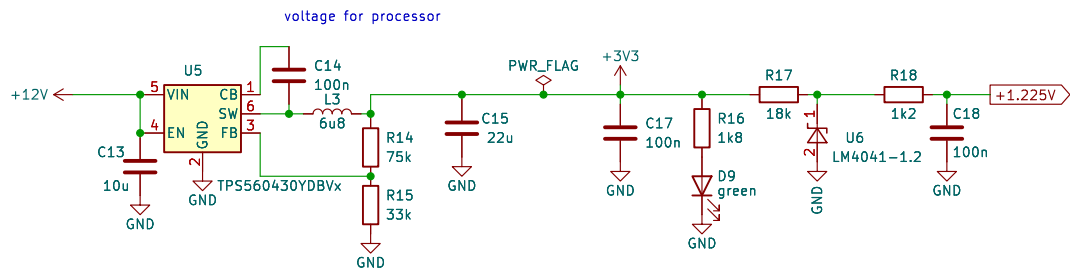 voltage for processor
+12V
C13
10u
GND
U5
5
VIN
CB
1
SW
6
4
EN
FB
3
GND
2
TPS560430YDBVx
GND
C14
100n
L3
6u8
R14
75k
R15
33k
GND
C15
22u
GND
PWR_FLAG
+3V3
C17
100n
GND
R16
1k8
D9
green
GND
R17
18k
1
2
U6
LM4041-1.2
GND
R18
1k2
C18
100n
GND
+1.225V